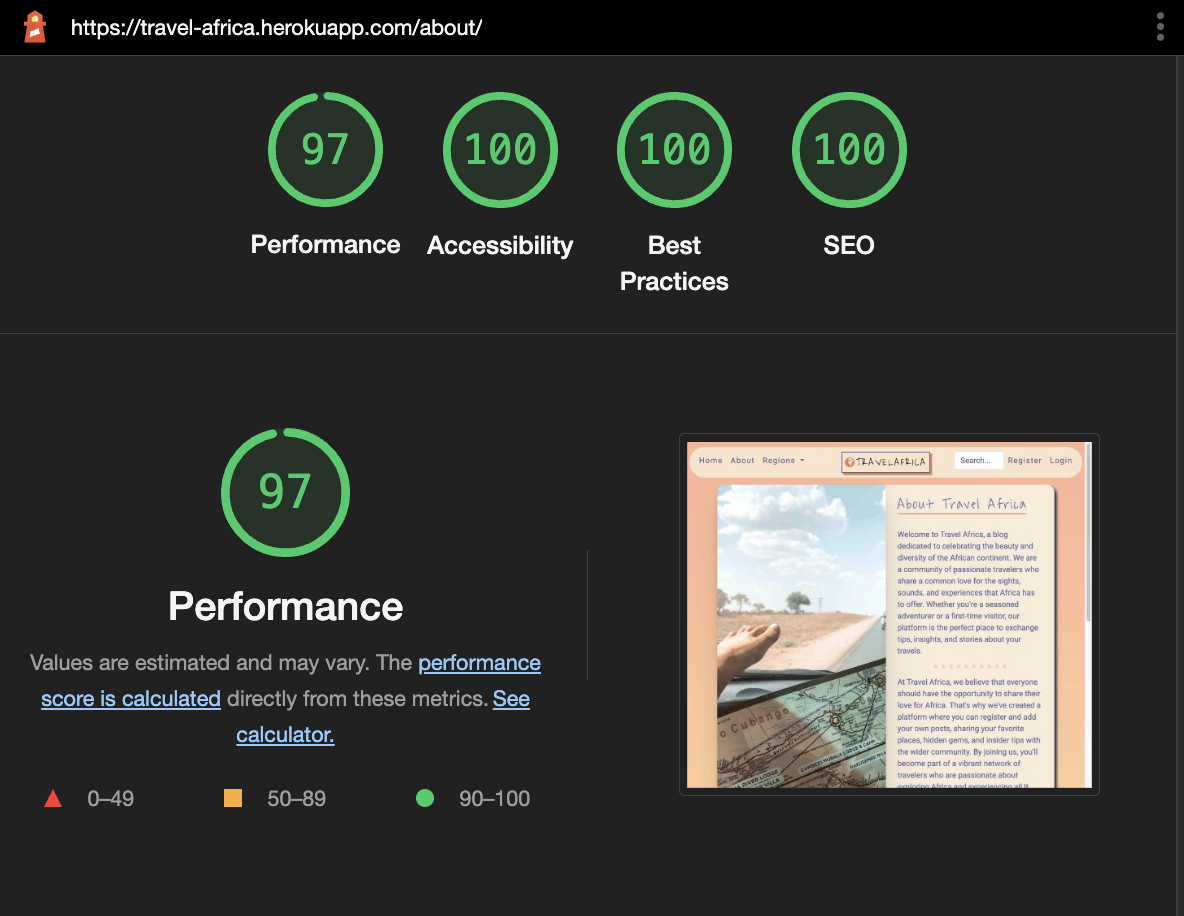 https://travel-africa.herokuapp.com/about/
97
100
100
100
Performance
Accessibility
Best
Practices
SEO
97
Performance
Values are estimated and may vary. The performance
score is calculated directly from these metrics. See
calculator.
0–49
50–89
90–100
Home About Regions
TRAVELAFRICA
Search...
Register Login
About Travel Africa
Welcome to Travel Africa, a blog
dedicated to celebrating the beauty and
diversity of the African continent. We are
a community of passionate travelers who
share a common love for the sights,
sounds, and experiences that Africa has
to offer. Whether you're a seasoned
adventurer or a first-time visitor, our
platform is the perfect place to exchange
tips, insights, and stories about your
travels.
At Travel Africa, we believe that everyone
should have the opportunity to share their
love for Africa. That's why we've created a
platform where you can register and add
your own posts, sharing your favorite
places, hidden gems, and insider tips with
the wider community. By joining us, you'll
become part of a vibrant network of
travelers who are passionate about
exploring Africa and experiencing all it
o Cubango
RIVER LODGE